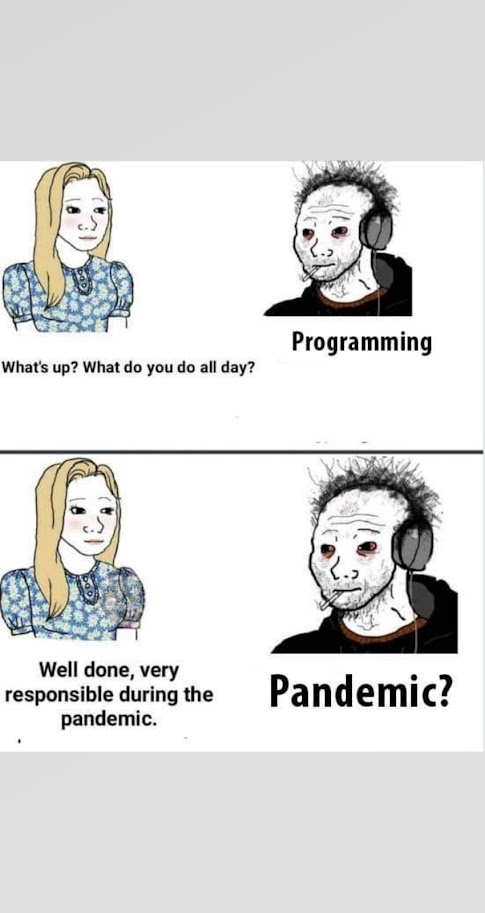 Programming
What's up? What do you do all day?
Well done, very
responsible during the
pandemic.
Pandemic?